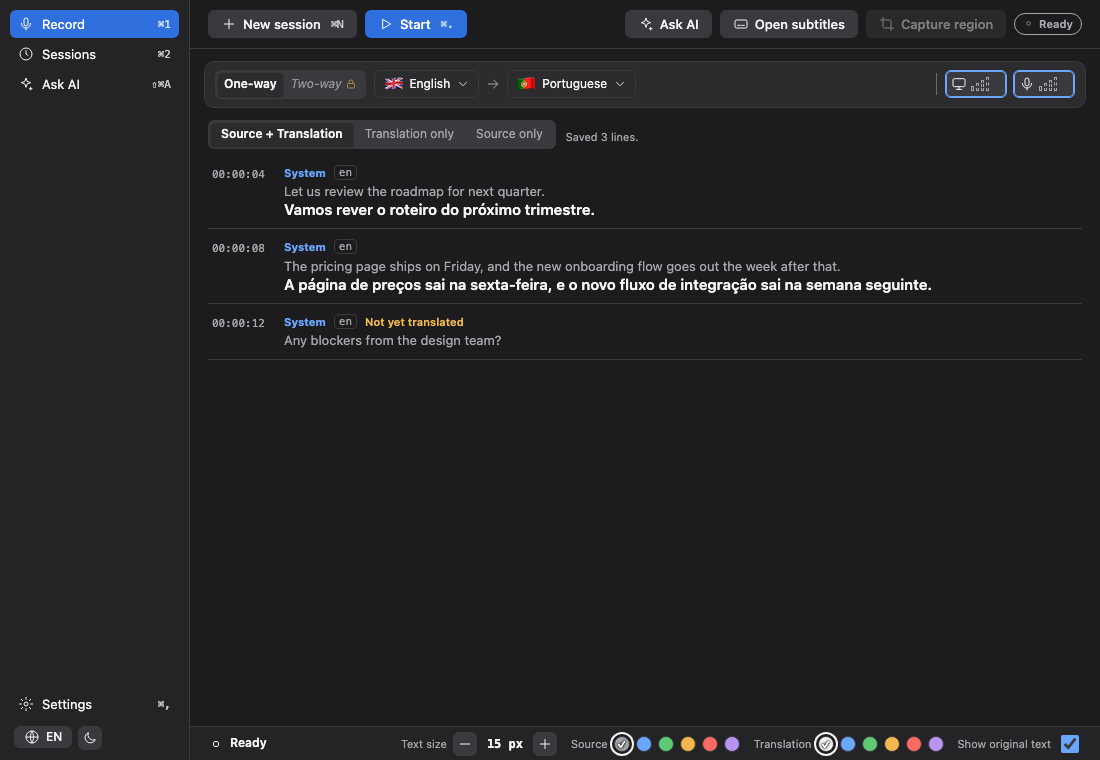 Record ⌘1
Sessions ⌘2
Ask AI ⇧⌘A
New session ⌘N
Start ⌘.
Ask AI
Open subtitles
Capture region
Ready
One-way
Two-way
English
Portuguese
Source + Translation
Translation only
Source only
Saved 3 lines.
00:00:04 System en
Let us review the roadmap for next quarter.
Vamos rever o roteiro do próximo trimestre.
00:00:08 System en
The pricing page ships on Friday, and the new onboarding flow goes out the week after that.
A página de preços sai na sexta-feira, e o novo fluxo de integração sai na semana seguinte.
00:00:12 System en Not yet translated
Any blockers from the design team?
Settings ⌘,
EN
Ready
Text size
15 px
Source
Translation
Show original text